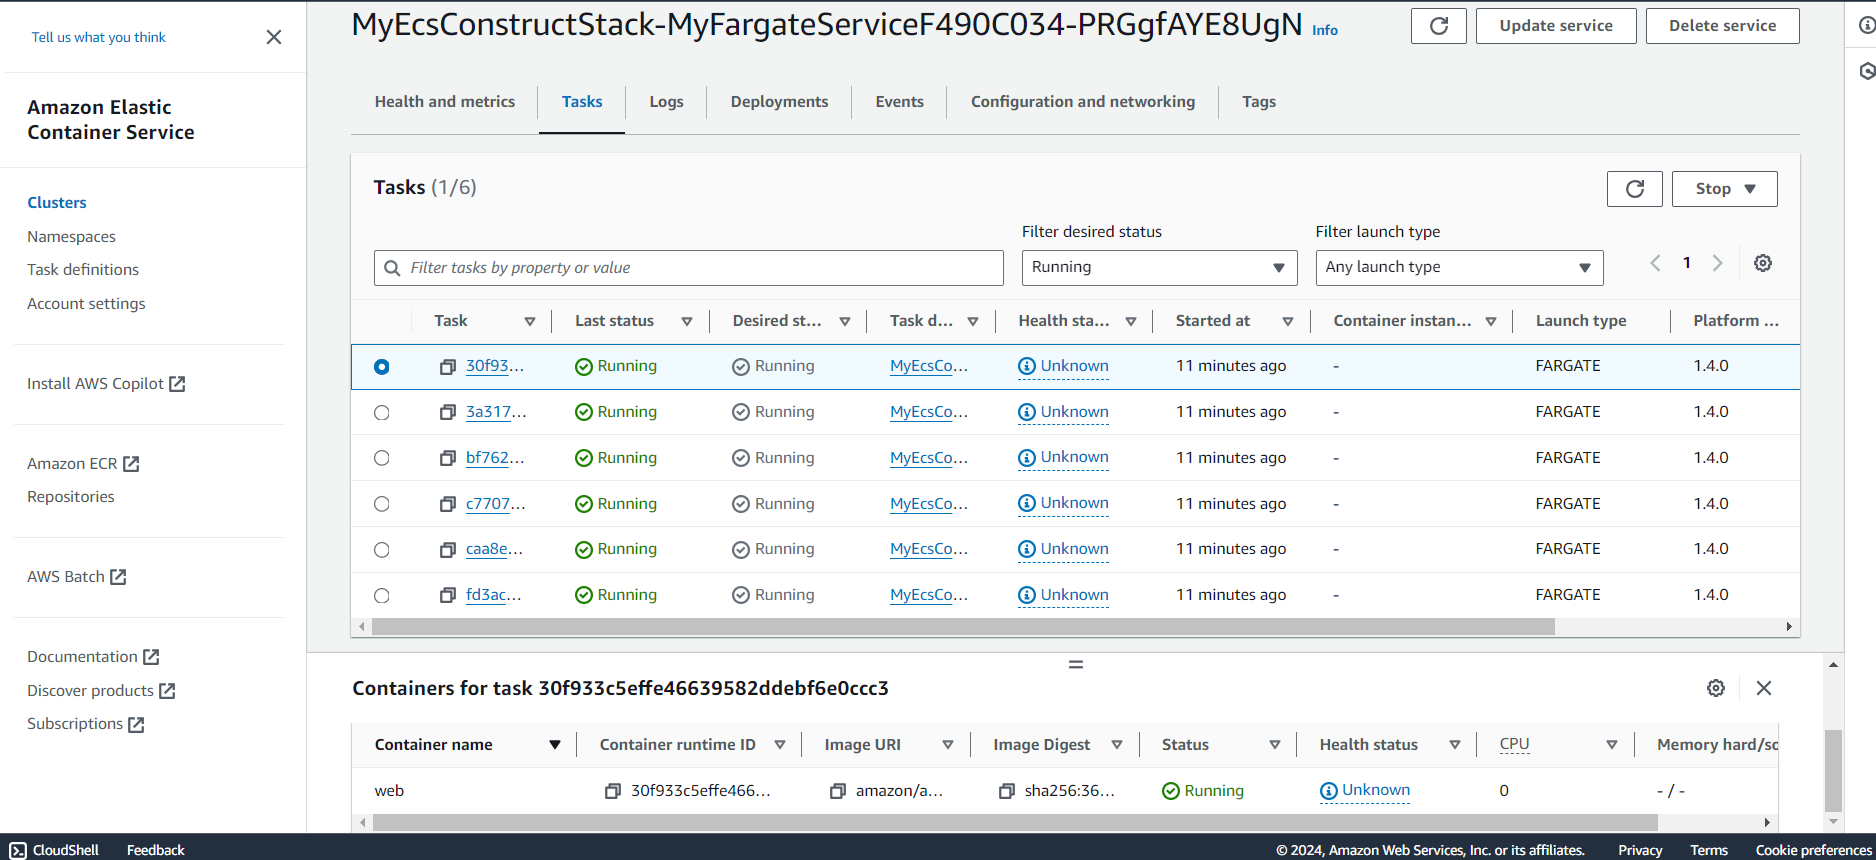 Tell us what you think
Amazon Elastic
Container Service
Clusters
Namespaces
Task definitions
Account settings
Install AWS Copilot
Amazon ECR
Repositories
AWS Batch
Documentation
Discover products
Subscriptions
MyEcsConstructStack-MyFargateServiceF490C034-PRGgfAYE8UgN Info
Update service
Delete service
Health and metrics Tasks Logs Deployments Events Configuration and networking Tags
Tasks (1/6)
Stop
Filter desired status Filter launch type
Filter tasks by property or value Running Any launch type 1
Task Last status Desired st... Task d... Health sta... Started at Container instan... Launch type Platform ...
30f93... Running Running MyEcsCo... Unknown 11 minutes ago - FARGATE 1.4.0
3a317... Running Running MyEcsCo... Unknown 11 minutes ago - FARGATE 1.4.0
bf762... Running Running MyEcsCo... Unknown 11 minutes ago - FARGATE 1.4.0
c7707... Running Running MyEcsCo... Unknown 11 minutes ago - FARGATE 1.4.0
caa8e... Running Running MyEcsCo... Unknown 11 minutes ago - FARGATE 1.4.0
fd3ac... Running Running MyEcsCo... Unknown 11 minutes ago - FARGATE 1.4.0
Containers for task 30f933c5effe46639582ddebf6e0ccc3
Container name Container runtime ID Image URI Image Digest Status Health status CPU Memory hard/so
web 30f933c5effe466... amazon/a... sha256:36... Running Unknown 0 - / -
CloudShell Feedback © 2024, Amazon Web Services, Inc. or its affiliates. Privacy Terms Cookie preferences